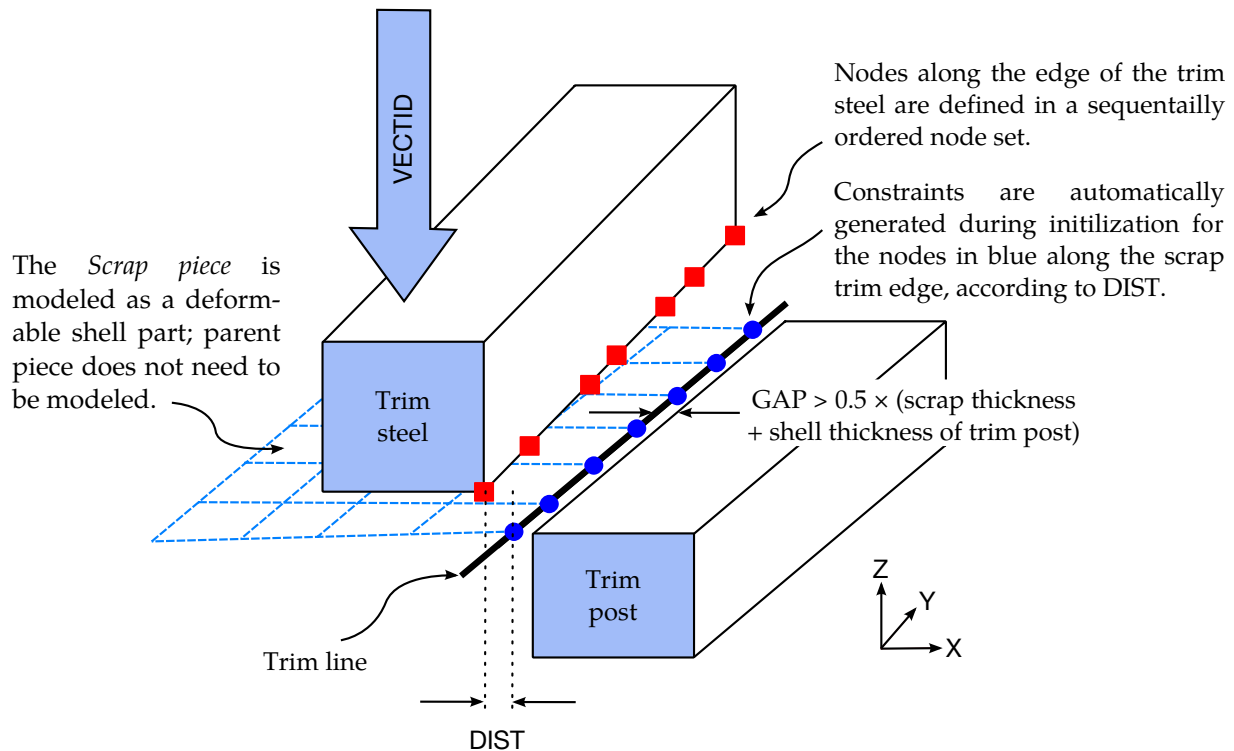 VECTID
Nodes along the edge of the trim
steel are defined in a sequentailly
ordered node set.
Constraints are automatically
generated during initilization for
the nodes in blue along the scrap
trim edge, according to DIST.
The Scrap piece is
modeled as a deform-
able shell part; parent
piece does not need to
be modeled.
Trim
steel
GAP > 0.5 × (scrap thickness
+ shell thickness of trim post)
Trim
post
Z
Y
X
Trim line
DIST